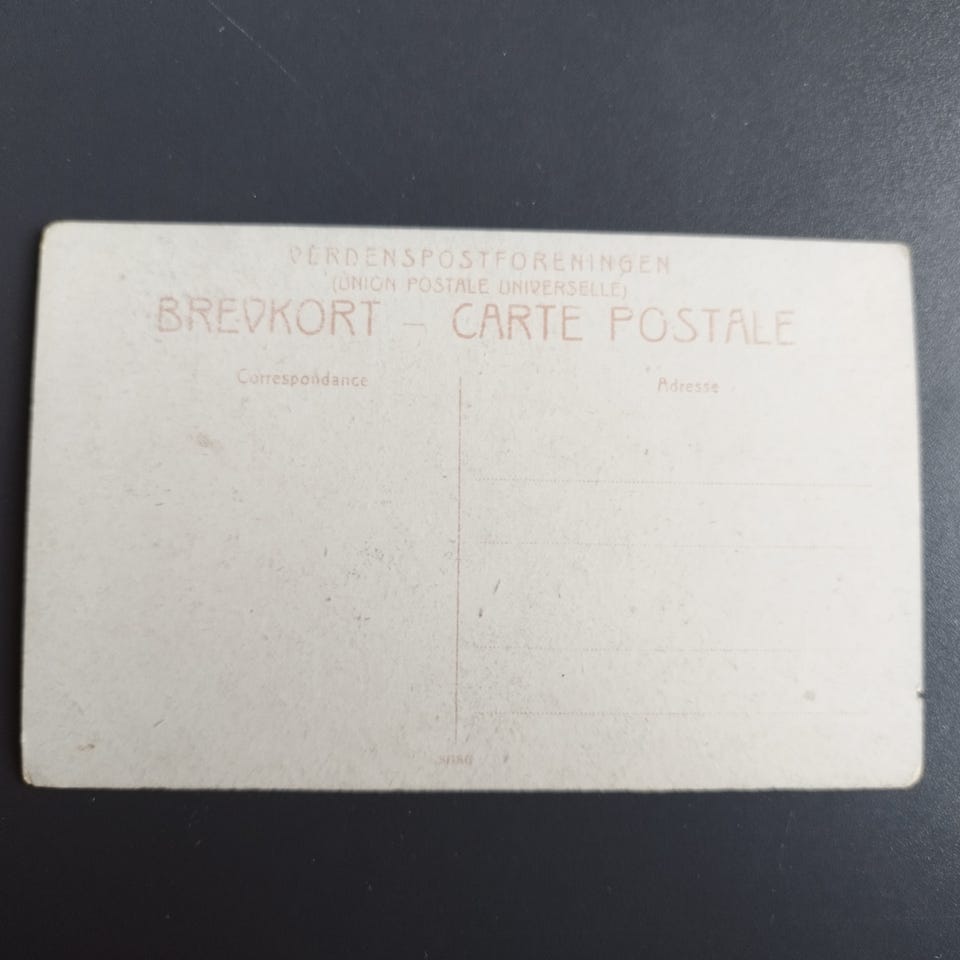 VERDENSPOSTFORENINGEN
(UNION POSTALE UNIVERSELLE)
BREVKORT – CARTE POSTALE
Correspondance
Adresse